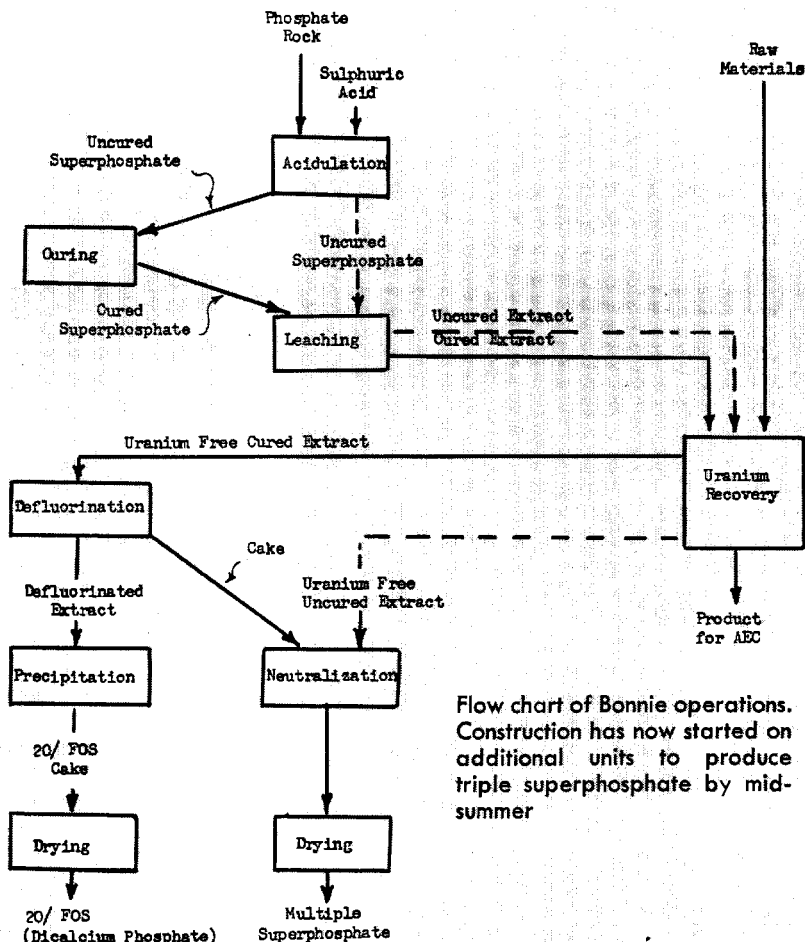 Phosphate
Rock
Sulphuric
Acid
Raw
Materials
Uncured
Superphosphate
Acidulation
Curing
Uncured
Superphosphate
Cured
Superphosphate
Leaching
Uncured Extract
Cured Extract
Uranium Free Cured Extract
Uranium
Recovery
Defluorination
Cake
Defluorinated
Extract
Uranium Free
Uncured Extract
Product
for AEC
Precipitation
Neutralization
20/ FOS
Cake
Drying
Drying
20/ FOS
(Dicalcium Phosphate)
Multiple
Superphosphate
Flow chart of Bonnie operations.
Construction has now started on
additional units to produce
triple superphosphate by mid-
summer